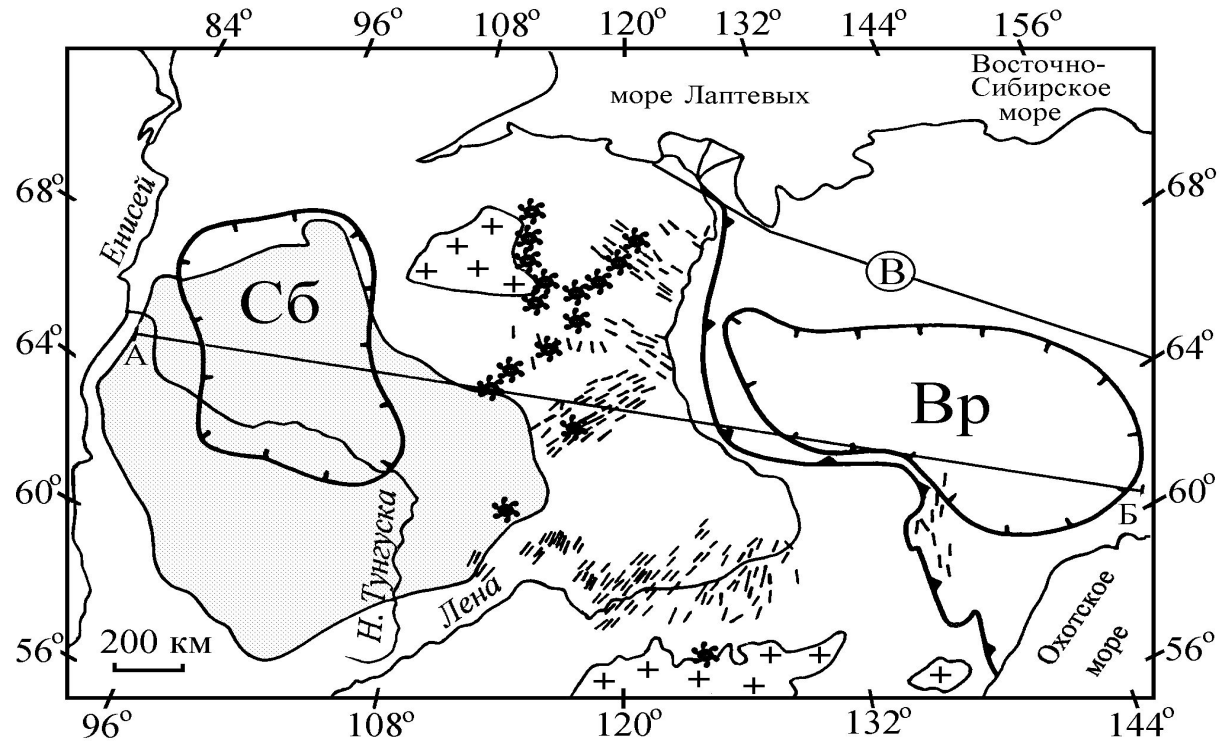 84° 96° 108° 120° 132° 144° 156°
море Лаптевых
Восточно-
Сибирское
море
Енисей
68° 68°
Сб
В
64° 64°
А
Вр
60° 60°
Б
Н. Тунгуска
Лена
Охотское
море
200 км
56° 56°
96° 108° 120° 132° 144°